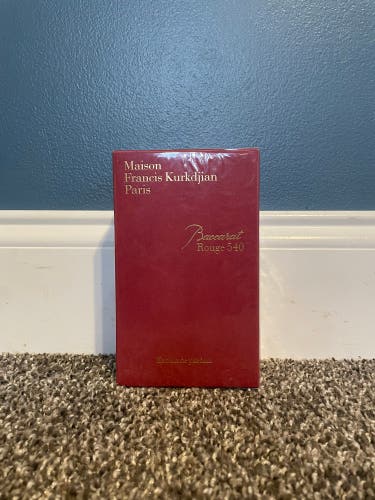 Maison
Francis Kurkdjian
Paris
Baccarat
Rouge 540